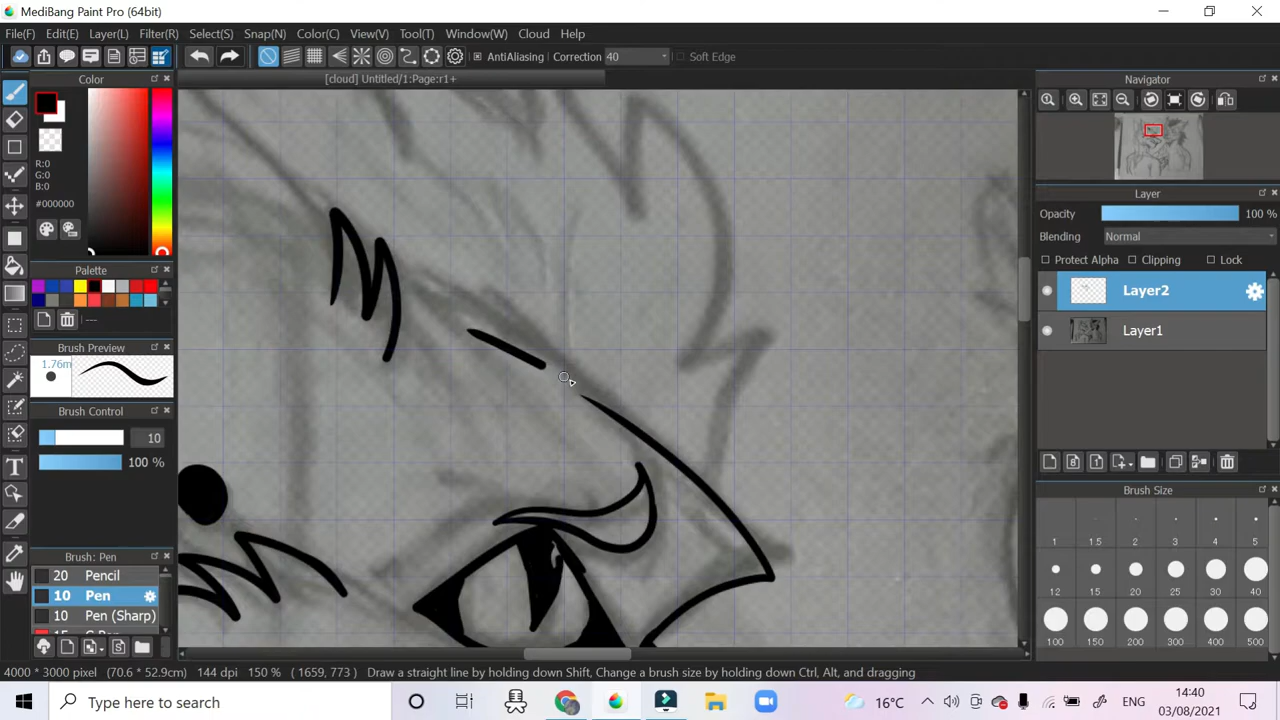 MediBang Paint Pro (64bit)
File(F) Edit(E) Layer(L) Filter(R) Select(S) Snap(N) Color(C) View(V) Tool(T) Window(W) Cloud Help
AntiAliasing Correction 40 Soft Edge
Color
[cloud] Untitled/1:Page:r1+
Navigator
R:0
G:0
B:0
#000000
Layer
Opacity 100 %
Blending Normal
Protect Alpha Clipping Lock
Layer2
Layer1
Palette
---
Brush Preview
1.76m
Brush Control
10
100 %
T
Brush: Pen
20 Pencil
10 Pen
10 Pen (Sharp)
Brush Size
1 1.5 2 3 4 5
12 15 20 25 30 40
100 150 200 300 400 500
4000 * 3000 pixel (70.6 * 52.9cm) 144 dpi 150 % ( 1659, 773 ) Draw a straight line by holding down Shift, Change a brush size by holding down Ctrl, Alt, and dragging
Type here to search
16°C
ENG
14:40
03/08/2021